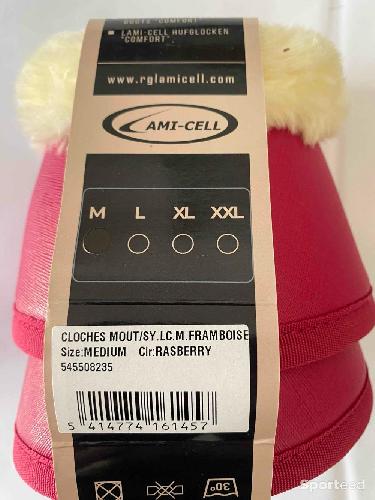 BOOTS "COMFORT"
LAMI-CELL HUFGLOCKEN
"COMFORT"
www.rglamicell.com
LAMI-CELL
M L XL XXL
CLOCHES MOUT/SY.LC.M.FRAMBOISE
Size:MEDIUM Clr:RASBERRY
545508235
5 414774 161457
30°
Sporteed